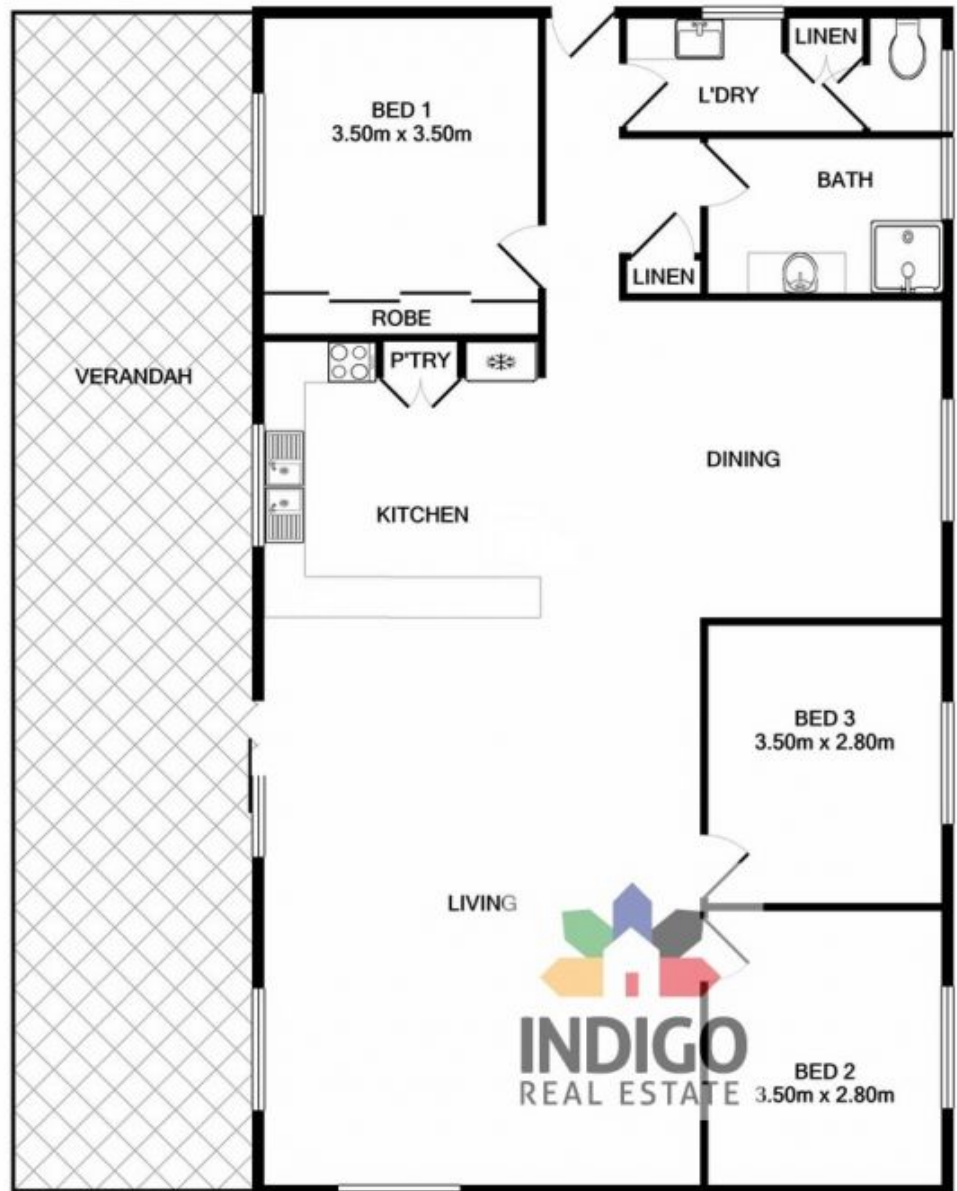 LINEN
BED 1
3.50m x 3.50m
L'DRY
BATH
LINEN
ROBE
P'TRY
VERANDAH
DINING
KITCHEN
BED 3
3.50m x 2.80m
LIVING
INDIGO
REAL ESTATE
BED 2
3.50m x 2.80m